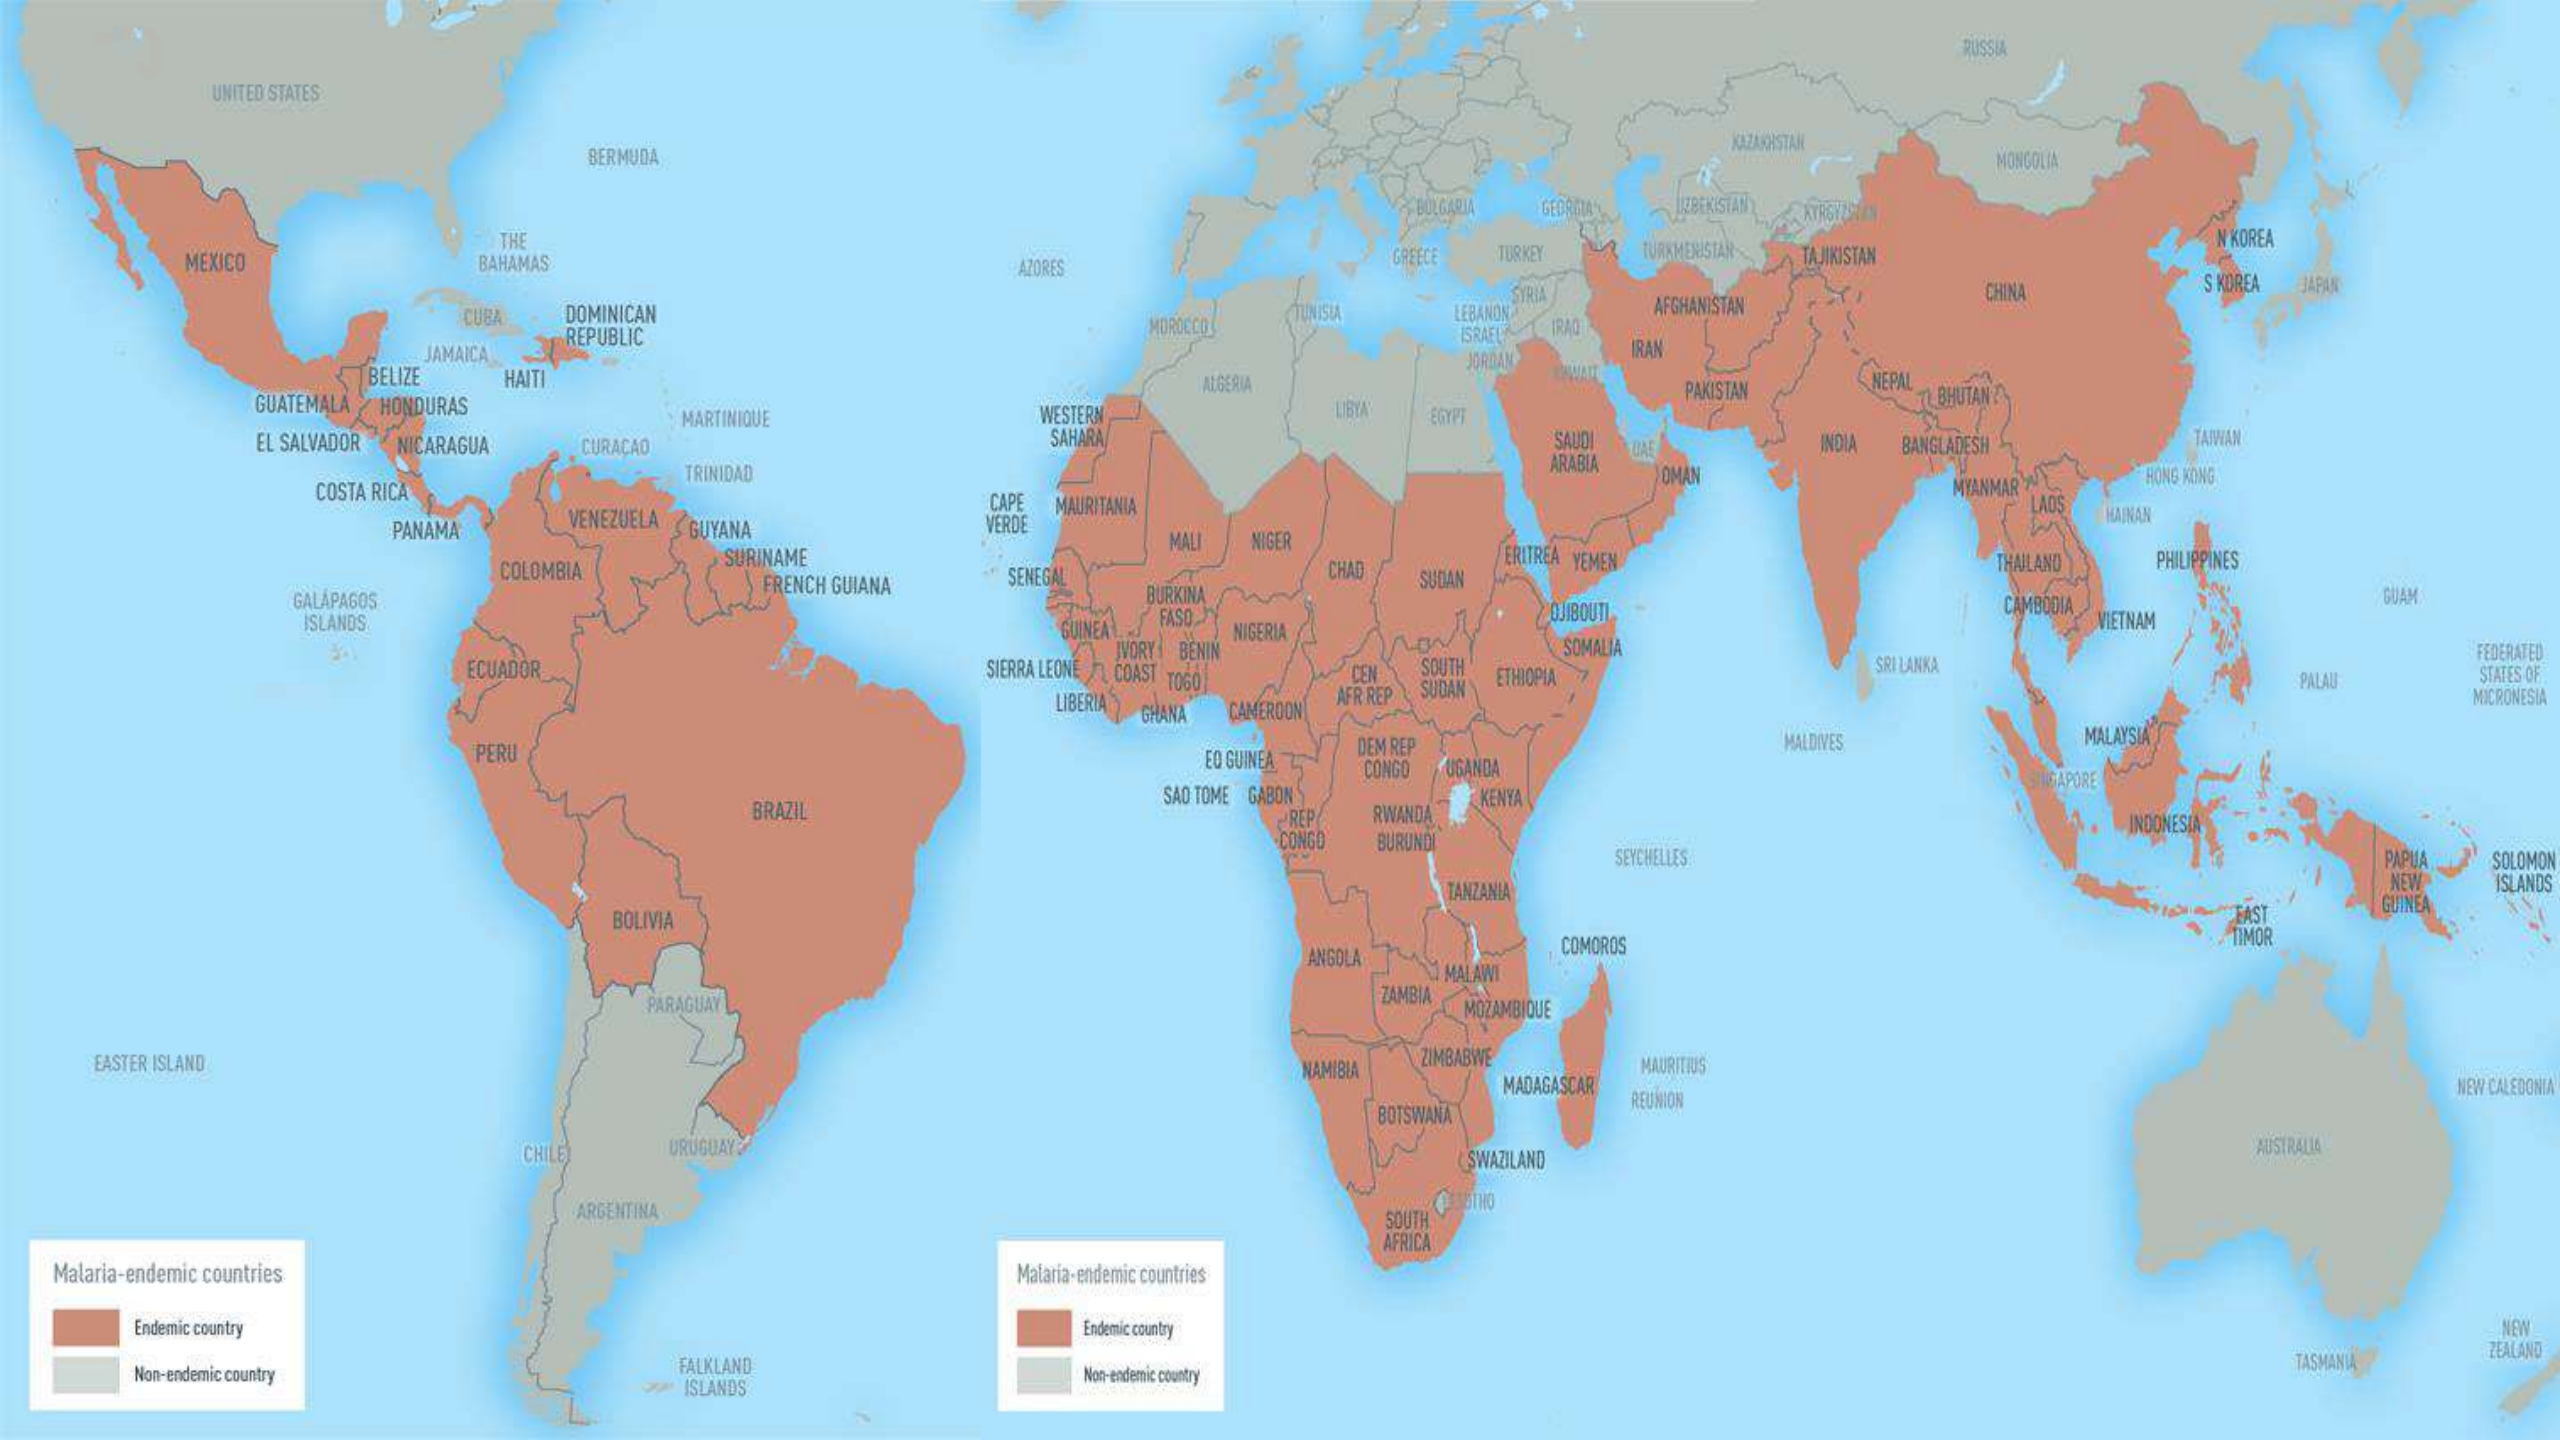 UNITED STATES
BERMUDA
THE
BAHAMAS
MEXICO
CUBA
DOMINICAN
REPUBLIC
JAMAICA
HAITI
BELIZE
GUATEMALA
HONDURAS
EL SALVADOR
NICARAGUA
MARTINIQUE
CURACAO
TRINIDAD
COSTA RICA
PANAMA
VENEZUELA
GUYANA
SURINAME
FRENCH GUIANA
COLOMBIA
GALÁPAGOS
ISLANDS
ECUADOR
PERU
BRAZIL
BOLIVIA
PARAGUAY
EASTER ISLAND
CHILE
URUGUAY
ARGENTINA
FALKLAND
ISLANDS
Malaria-endemic countries
Endemic country
Non-endemic country
RUSSIA
KAZAKHSTAN
MONGOLIA
BULGARIA
GEORGIA
UZBEKISTAN
KYRGYZSTAN
AZORES
GREECE
TURKEY
TURKMENISTAN
TAJIKISTAN
N KOREA
S KOREA
JAPAN
CHINA
SYRIA
AFGHANISTAN
MOROCCO
TUNISIA
LEBANON
ISRAEL
IRAQ
JORDAN
IRAN
KUWAIT
ALGERIA
LIBYA
EGYPT
PAKISTAN
NEPAL
BHUTAN
WESTERN
SAHARA
SAUDI
ARABIA
UAE
OMAN
INDIA
BANGLADESH
TAIWAN
HONG KONG
MYANMAR
LAOS
HAINAN
CAPE
VERDE
MAURITANIA
MALI
NIGER
CHAD
SUDAN
ERITREA
YEMEN
THAILAND
PHILIPPINES
SENEGAL
BURKINA
FASO
DJIBOUTI
CAMBODIA
VIETNAM
GUAM
GUINEA
NIGERIA
IVORY
COAST
BENIN
SOMALIA
SIERRA LEONE
TOGO
CEN
AFR REP
SOUTH
SUDAN
ETHIOPIA
SRI LANKA
PALAU
FEDERATED
STATES OF
MICRONESIA
LIBERIA
GHANA
CAMEROON
MALDIVES
MALAYSIA
EQ GUINEA
DEM REP
CONGO
UGANDA
SINGAPORE
SAO TOME
GABON
KENYA
REP
CONGO
RWANDA
BURUNDI
INDONESIA
SEYCHELLES
PAPUA
NEW
GUINEA
SOLOMON
ISLANDS
TANZANIA
EAST
TIMOR
ANGOLA
COMOROS
MALAWI
ZAMBIA
MOZAMBIQUE
ZIMBABWE
NAMIBIA
MADAGASCAR
MAURITIUS
REUNION
NEW CALEDONIA
BOTSWANA
AUSTRALIA
SWAZILAND
LESOTHO
SOUTH
AFRICA
NEW
ZEALAND
TASMANIA
Malaria-endemic countries
Endemic country
Non-endemic country